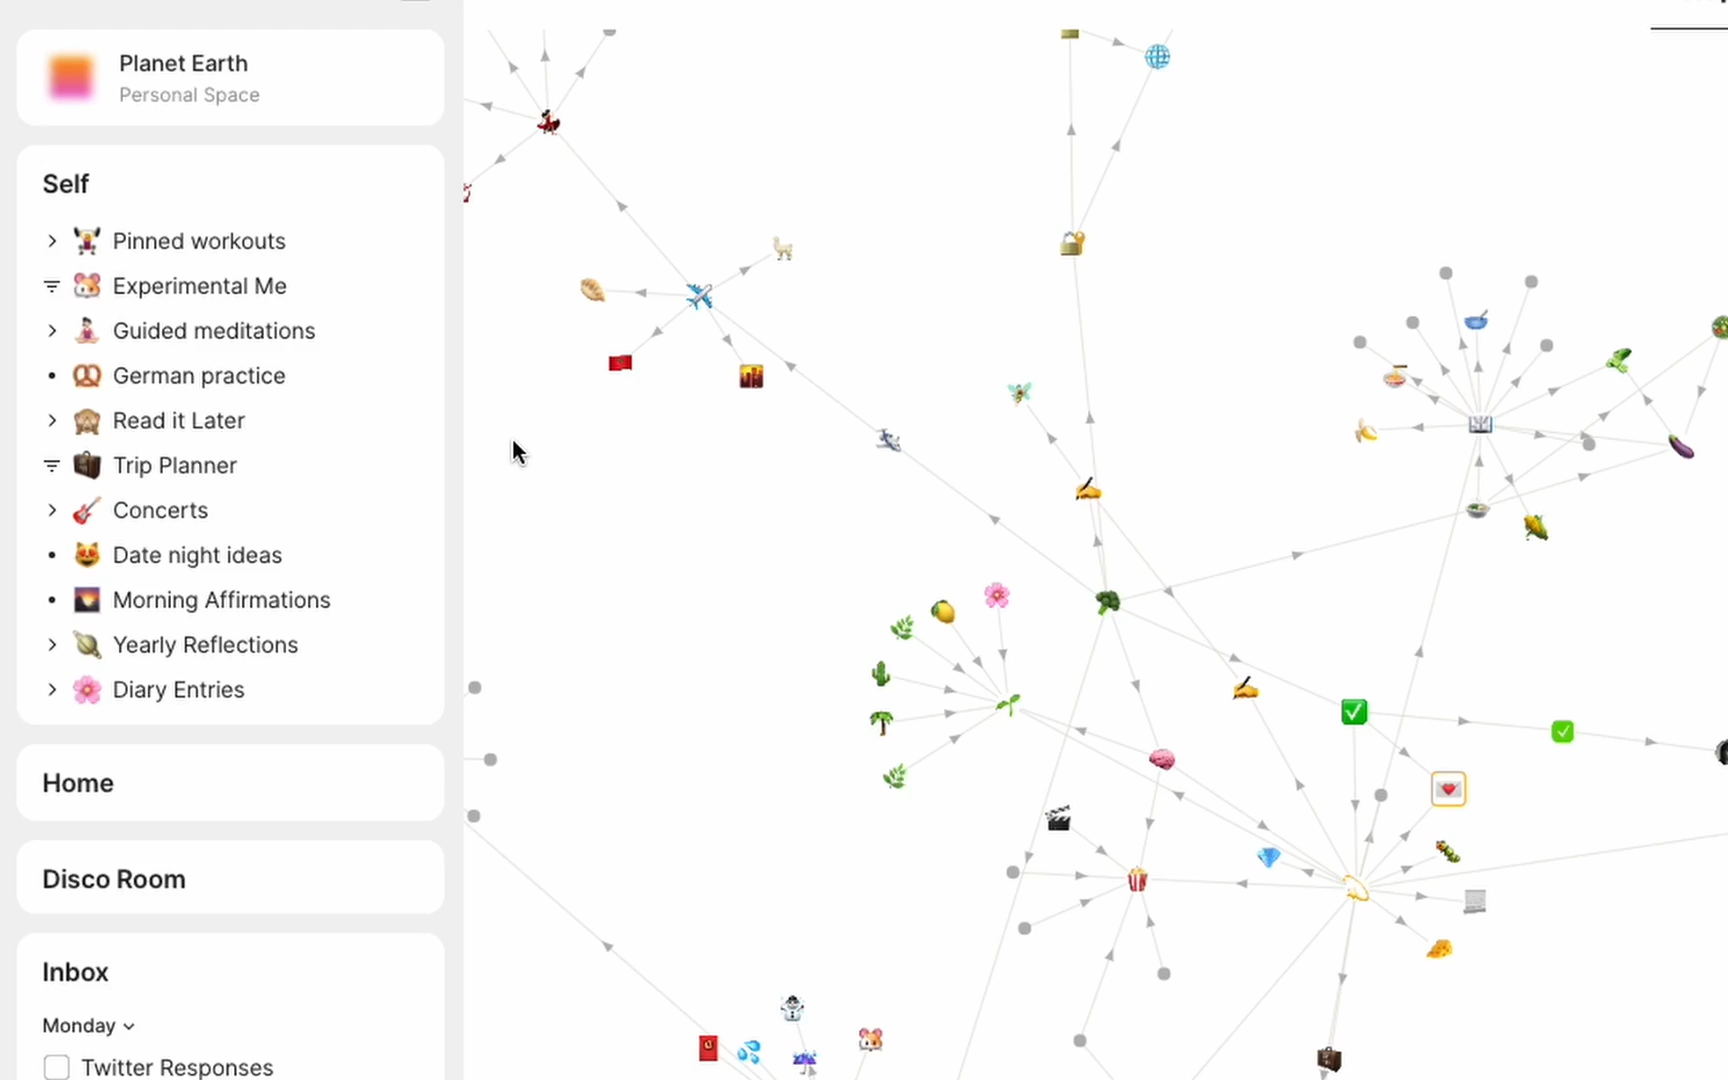 Planet Earth
Personal Space
Self
Pinned workouts
Experimental Me
Guided meditations
German practice
Read it Later
Trip Planner
Concerts
Date night ideas
Morning Affirmations
Yearly Reflections
Diary Entries
Home
Disco Room
Inbox
Monday
Twitter Responses